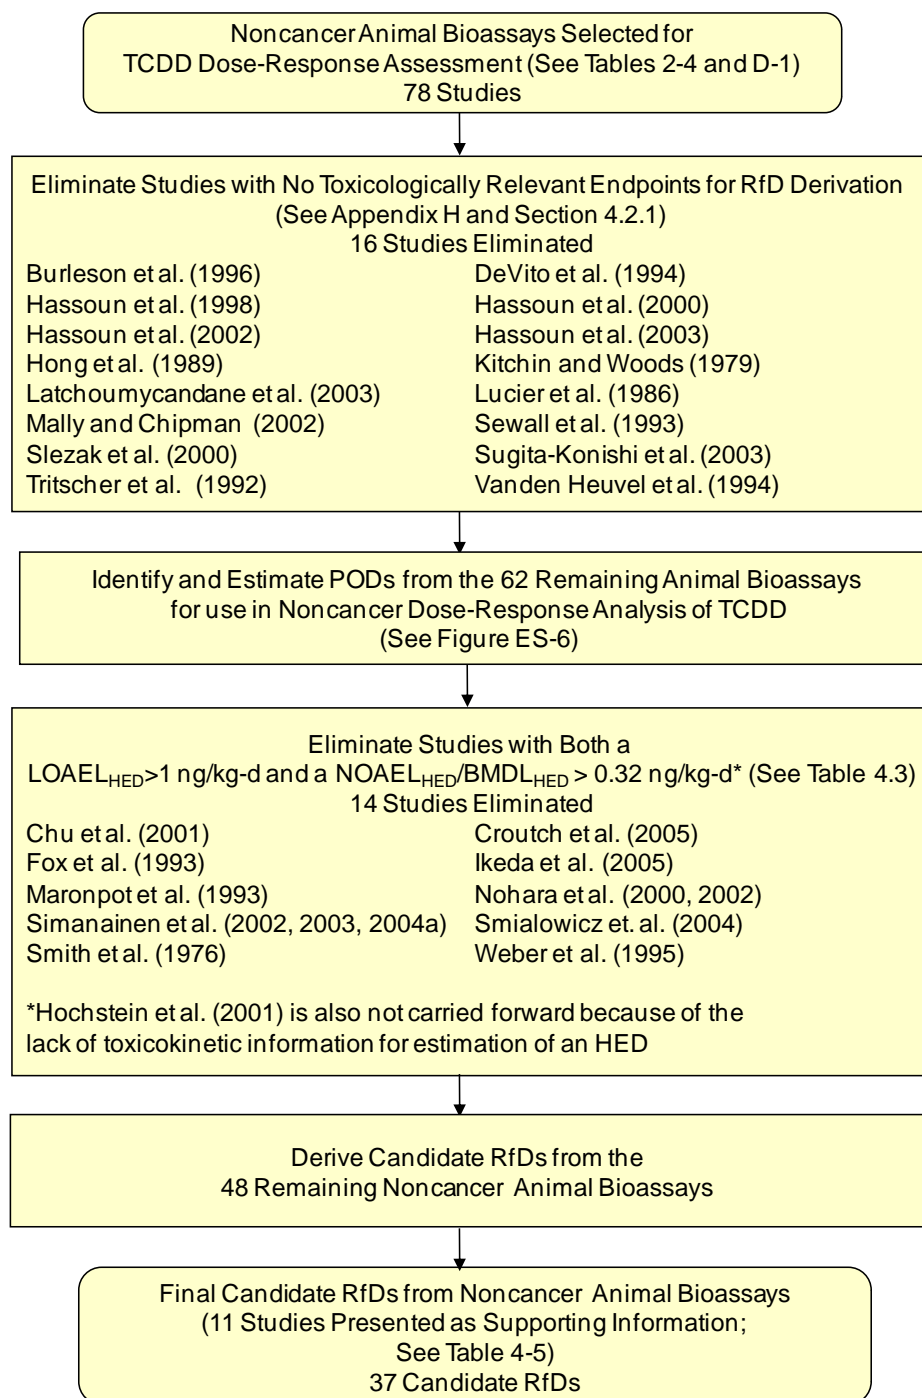 Noncancer Animal Bioassays Selected for
TCDD Dose-Response Assessment (See Tables 2-4 and D-1)
78 Studies
Eliminate Studies with No Toxicologically Relevant Endpoints for RfD Derivation
(See Appendix H and Section 4.2.1)
16 Studies Eliminated
Burleson et al. (1996) DeVito et al. (1994)
Hassoun et al. (1998) Hassoun et al. (2000)
Hassoun et al. (2002) Hassoun et al. (2003)
Hong et al. (1989) Kitchin and Woods (1979)
Latchoumycandane et al. (2003) Lucier et al. (1986)
Mally and Chipman (2002) Sewall et al. (1993)
Slezak et al. (2000) Sugita-Konishi et al. (2003)
Tritscher et al. (1992) Vanden Heuvel et al. (1994)
Identify and Estimate PODs from the 62 Remaining Animal Bioassays
for use in Noncancer Dose-Response Analysis of TCDD
(See Figure ES-6)
Eliminate Studies with Both a
LOAELHED>1 ng/kg-d and a NOAELHED/BMDLHED > 0.32 ng/kg-d* (See Table 4.3)
14 Studies Eliminated
Chu et al. (2001) Croutch et al. (2005)
Fox et al. (1993) Ikeda et al. (2005)
Maronpot et al. (1993) Nohara et al. (2000, 2002)
Simanainen et al. (2002, 2003, 2004a) Smialowicz et. al. (2004)
Smith et al. (1976) Weber et al. (1995)
*Hochstein et al. (2001) is also not carried forward because of the
lack of toxicokinetic information for estimation of an HED
Derive Candidate RfDs from the
48 Remaining Noncancer Animal Bioassays
Final Candidate RfDs from Noncancer Animal Bioassays
(11 Studies Presented as Supporting Information;
See Table 4-5)
37 Candidate RfDs